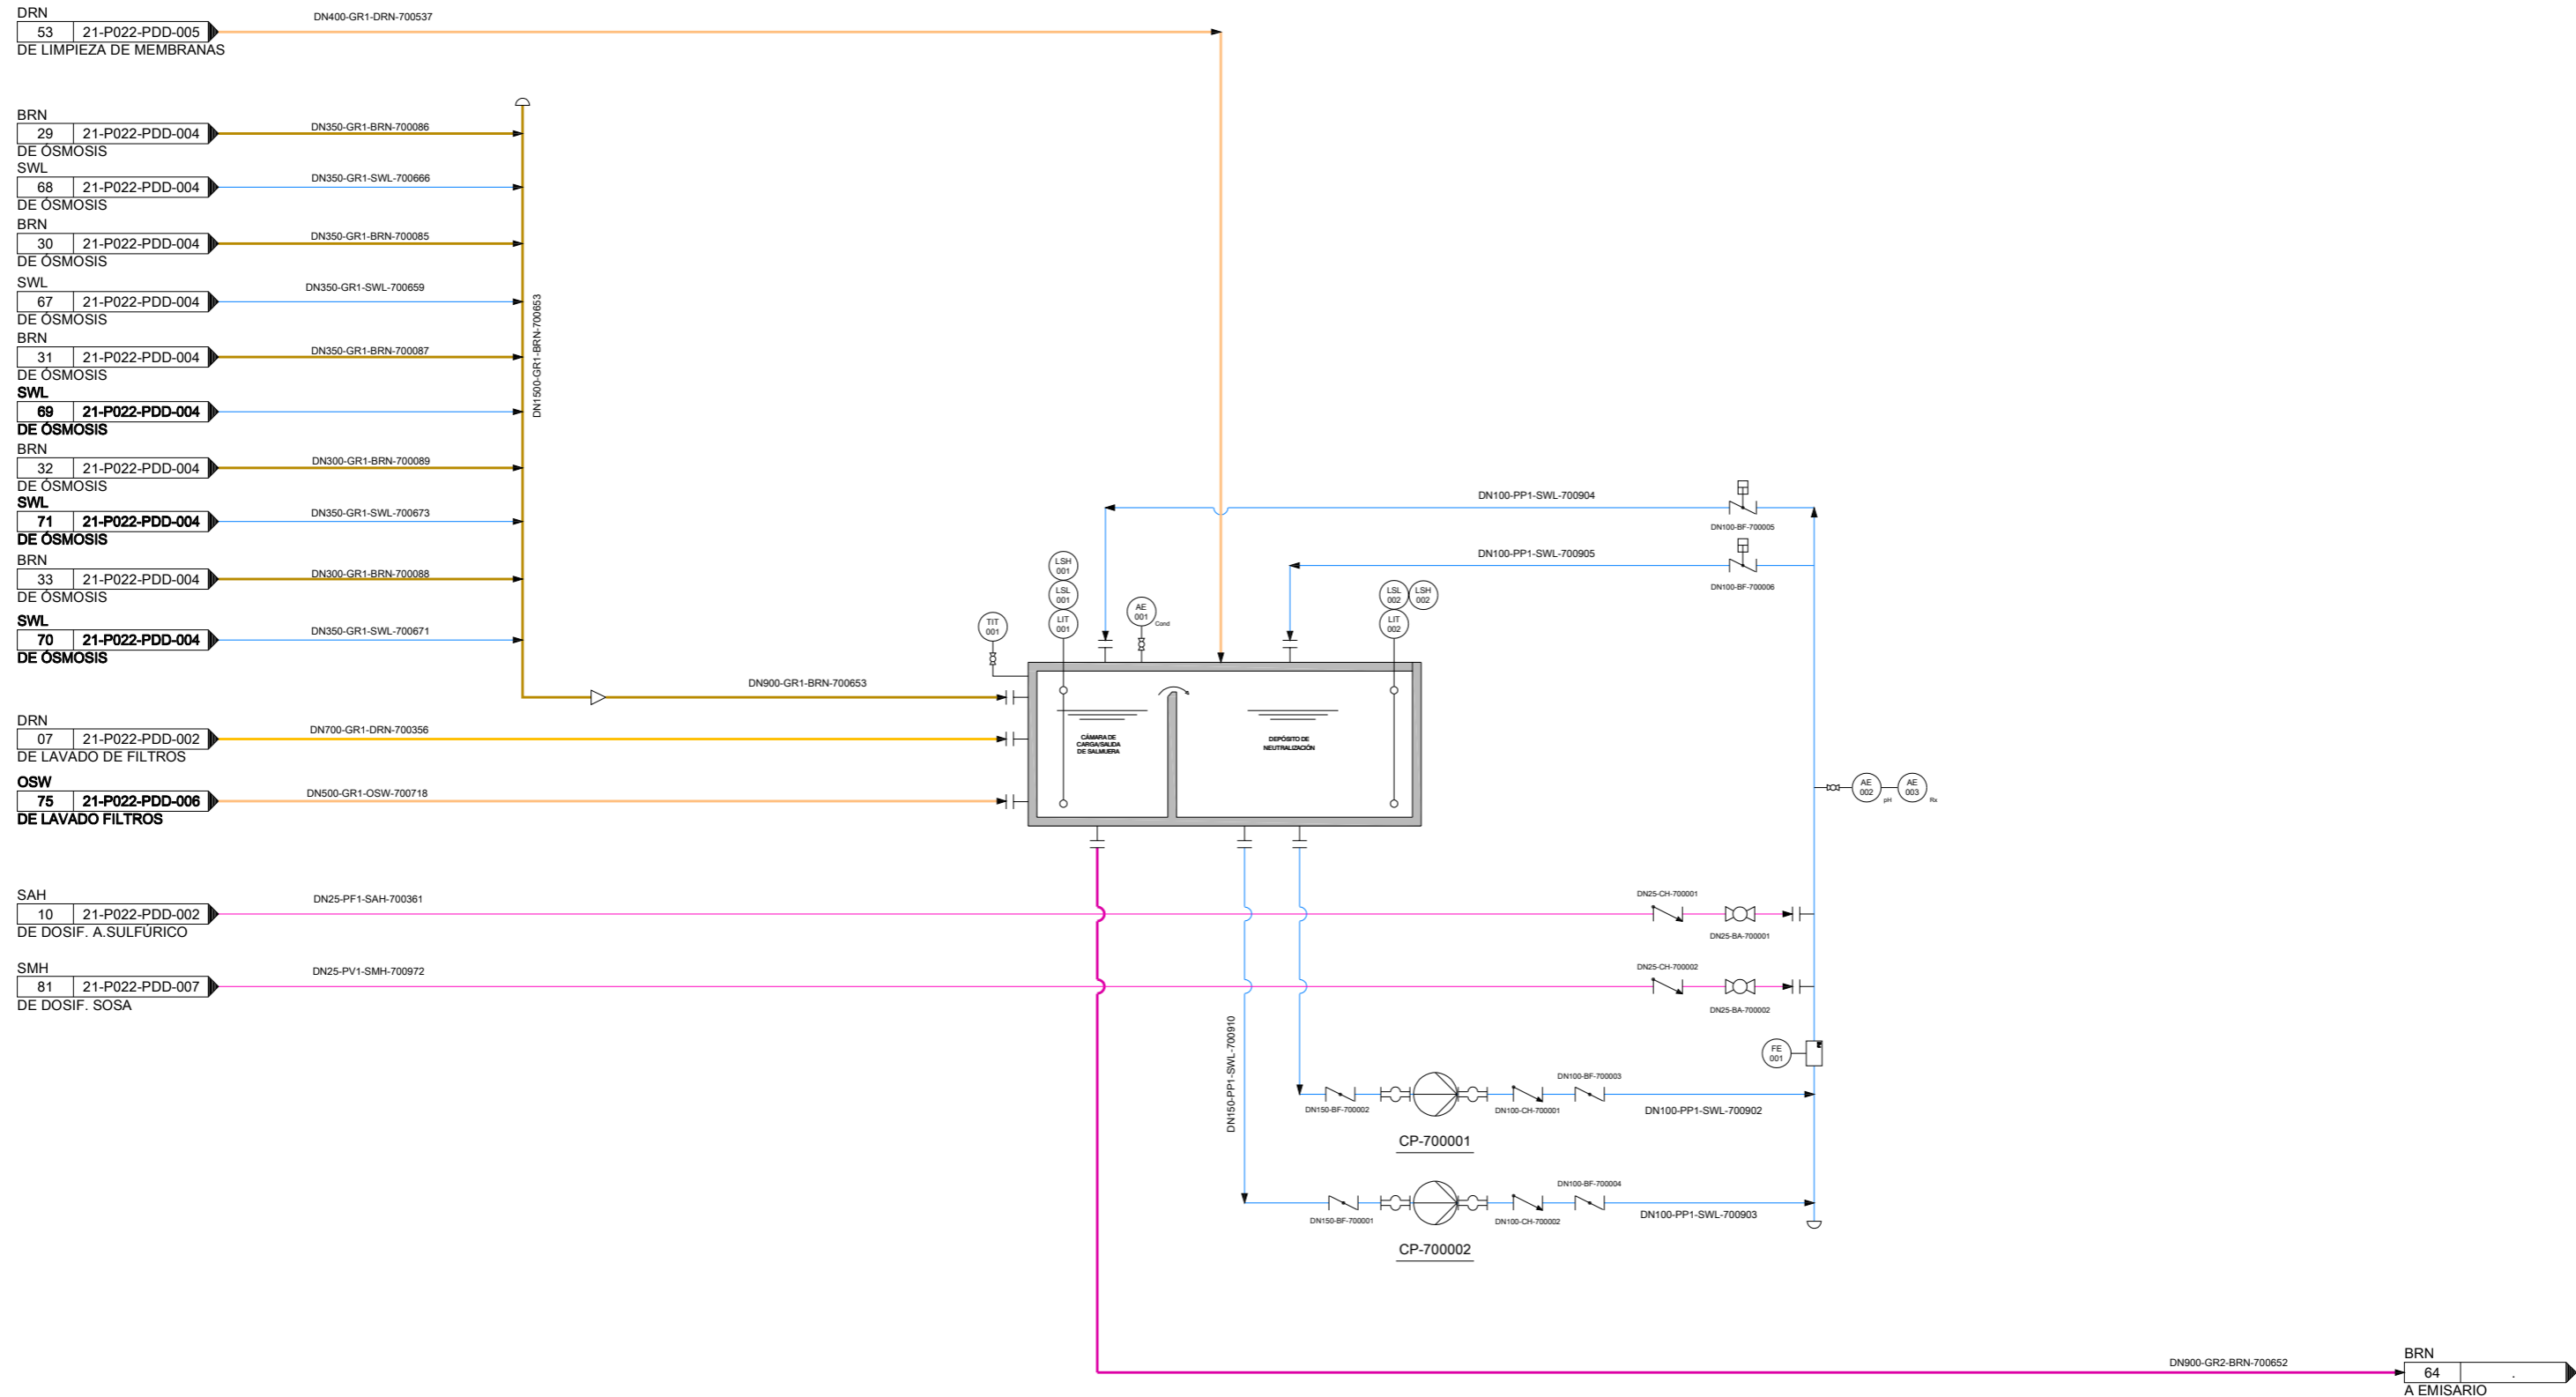 DRN
53 21-P022-PDD-005
DE LIMPIEZA DE MEMBRANAS
DN400-GR1-DRN-700537
BRN
29 21-P022-PDD-004
DE ÓSMOSIS
DN350-GR1-BRN-700086
SWL
68 21-P022-PDD-004
DE ÓSMOSIS
DN350-GR1-SWL-700666
BRN
30 21-P022-PDD-004
DE ÓSMOSIS
DN350-GR1-BRN-700085
SWL
67 21-P022-PDD-004
DE ÓSMOSIS
DN350-GR1-SWL-700659
BRN
31 21-P022-PDD-004
DE ÓSMOSIS
DN350-GR1-BRN-700087
SWL
69 21-P022-PDD-004
DE ÓSMOSIS
BRN
32 21-P022-PDD-004
DE ÓSMOSIS
DN300-GR1-BRN-700089
SWL
71 21-P022-PDD-004
DE ÓSMOSIS
DN350-GR1-SWL-700673
BRN
33 21-P022-PDD-004
DE ÓSMOSIS
DN300-GR1-BRN-700088
SWL
70 21-P022-PDD-004
DE ÓSMOSIS
DN350-GR1-SWL-700671
DN1500-GR1-BRN-700653
DN900-GR1-BRN-700653
DRN
07 21-P022-PDD-002
DE LAVADO DE FILTROS
DN700-GR1-DRN-700356
OSW
75 21-P022-PDD-006
DE LAVADO FILTROS
DN500-GR1-OSW-700718
SAH
10 21-P022-PDD-002
DE DOSIF. A.SULFÚRICO
DN25-PF1-SAH-700361
SMH
81 21-P022-PDD-007
DE DOSIF. SOSA
DN25-PV1-SMH-700972
TIT
001
LSH
001
LSL
001
LIT
001
AE
001
Cond
LSL
002
LSH
002
LIT
002
CÁMARA DE
CARGA/SALIDA
DE SALMUERA
DEPÓSITO DE
NEUTRALIZACIÓN
DN100-PP1-SWL-700904
DN100-BF-700005
DN100-PP1-SWL-700905
DN100-BF-700006
AE
002
pH
AE
003
Rx
DN25-CH-700001
DN25-BA-700001
DN25-CH-700002
DN25-BA-700002
FE
001
DN150-PP1-SWL-700910
DN150-BF-700002
DN100-CH-700001
DN100-BF-700003
DN100-PP1-SWL-700902
CP-700001
DN150-BF-700001
DN100-CH-700002
DN100-BF-700004
DN100-PP1-SWL-700903
CP-700002
DN900-GR2-BRN-700652
BRN
64 .
A EMISARIO